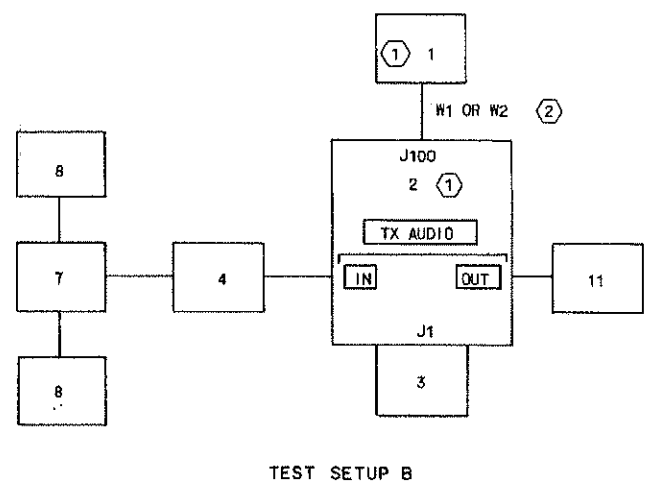 1 1
W1 OR W2 2
J100
8
2 1
TX AUDIO
7
4
IN
OUT
11
J1
8
3
TEST SETUP B